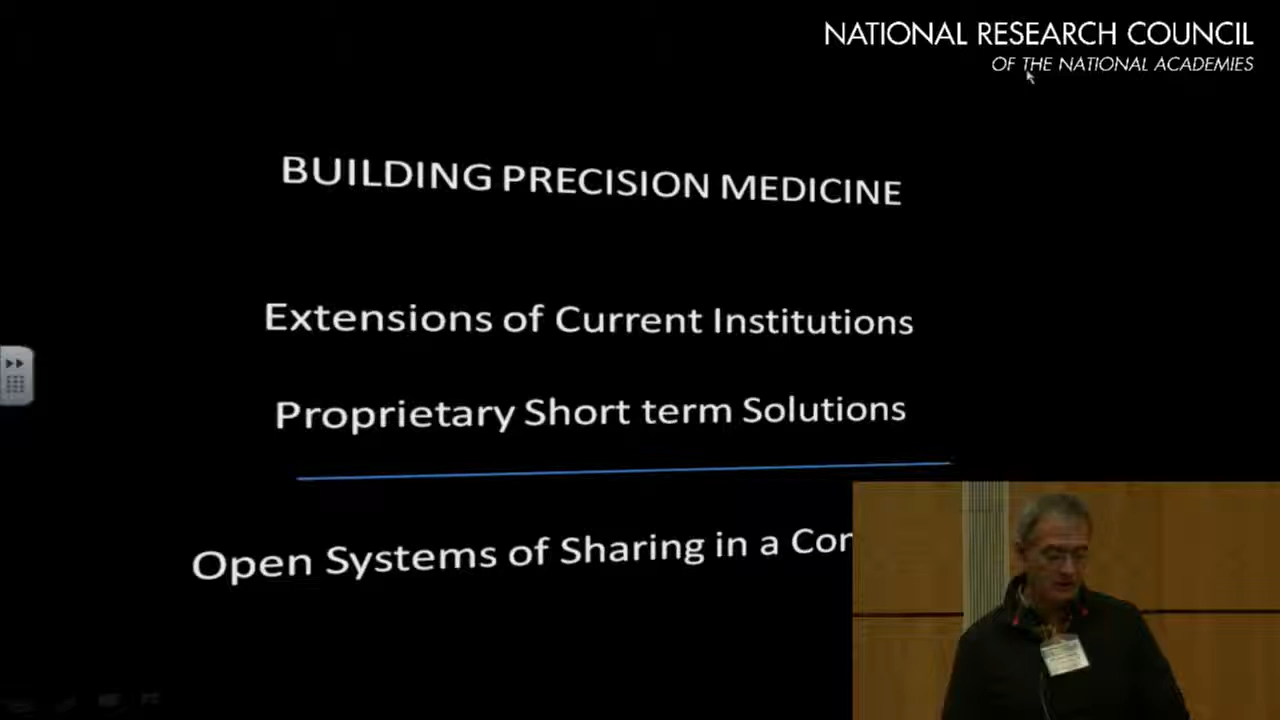 NATIONAL RESEARCH COUNCIL
OF THE NATIONAL ACADEMIES
BUILDING PRECISION MEDICINE
Extensions of Current Institutions
Proprietary Short term Solutions
Open Systems of Sharing in a